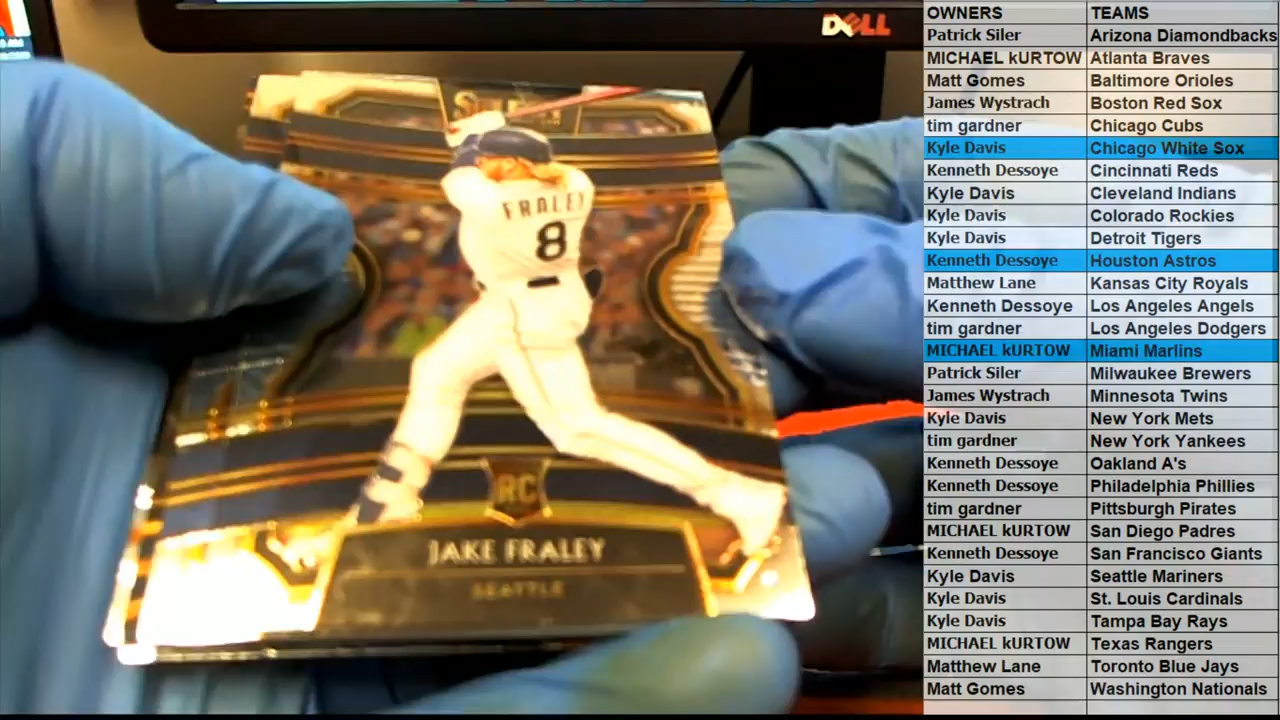 DELL
FRALEY
8
RC
JAKE FRALEY
SEATTLE
OWNERS TEAMS
Patrick Siler Arizona Diamondbacks
MICHAEL kURTOW Atlanta Braves
Matt Gomes Baltimore Orioles
James Wystrach Boston Red Sox
tim gardner Chicago Cubs
Kyle Davis Chicago White Sox
Kenneth Dessoye Cincinnati Reds
Kyle Davis Cleveland Indians
Kyle Davis Colorado Rockies
Kyle Davis Detroit Tigers
Kenneth Dessoye Houston Astros
Matthew Lane Kansas City Royals
Kenneth Dessoye Los Angeles Angels
tim gardner Los Angeles Dodgers
MICHAEL kURTOW Miami Marlins
Patrick Siler Milwaukee Brewers
James Wystrach Minnesota Twins
Kyle Davis New York Mets
tim gardner New York Yankees
Kenneth Dessoye Oakland A's
Kenneth Dessoye Philadelphia Phillies
tim gardner Pittsburgh Pirates
MICHAEL kURTOW San Diego Padres
Kenneth Dessoye San Francisco Giants
Kyle Davis Seattle Mariners
Kyle Davis St. Louis Cardinals
Kyle Davis Tampa Bay Rays
MICHAEL kURTOW Texas Rangers
Matthew Lane Toronto Blue Jays
Matt Gomes Washington Nationals